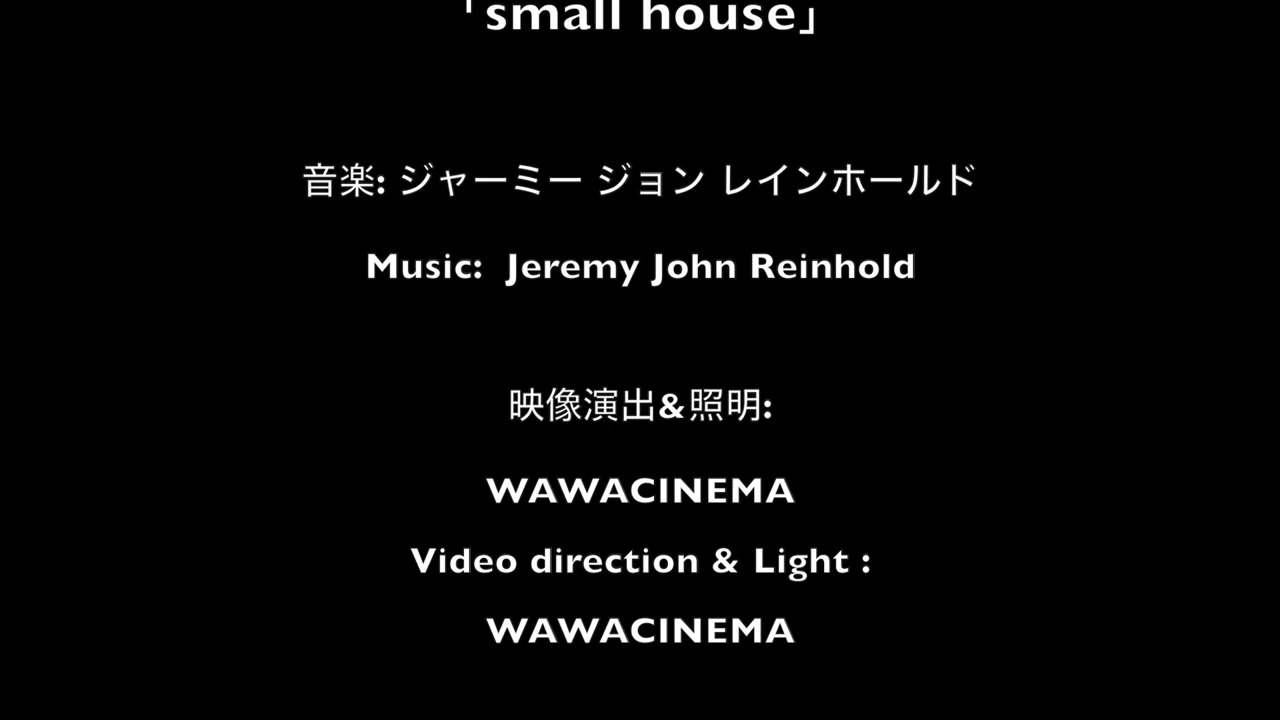 「small house」
音楽: ジャーミー ジョン レインホールド
Music: Jeremy John Reinhold
映像演出&照明:
WAWACINEMA
Video direction & Light :
WAWACINEMA